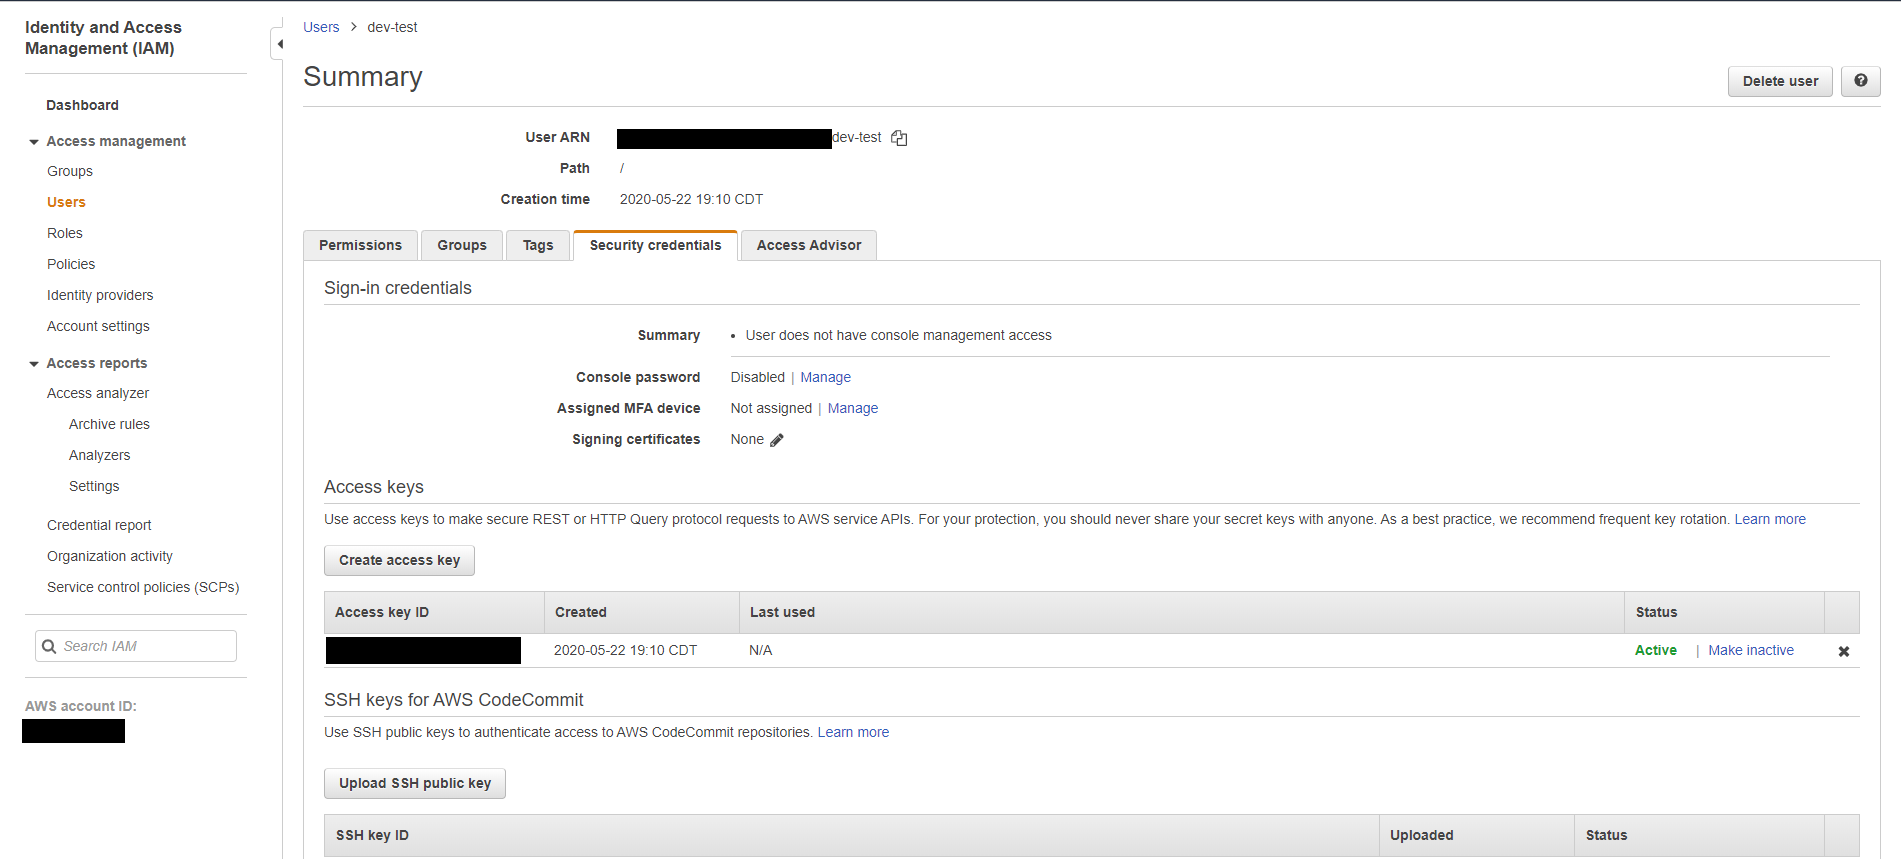 Identity and Access
Management (IAM)
Dashboard
Access management
Groups
Users
Roles
Policies
Identity providers
Account settings
Access reports
Access analyzer
Archive rules
Analyzers
Settings
Credential report
Organization activity
Service control policies (SCPs)
Search IAM
AWS account ID:
Users > dev-test
Summary
Delete user
User ARN dev-test
Path /
Creation time 2020-05-22 19:10 CDT
Permissions Groups Tags Security credentials Access Advisor
Sign-in credentials
Summary • User does not have console management access
Console password Disabled | Manage
Assigned MFA device Not assigned | Manage
Signing certificates None
Access keys
Use access keys to make secure REST or HTTP Query protocol requests to AWS service APIs. For your protection, you should never share your secret keys with anyone. As a best practice, we recommend frequent key rotation. Learn more
Create access key
Access key ID Created Last used Status
2020-05-22 19:10 CDT N/A Active | Make inactive
SSH keys for AWS CodeCommit
Use SSH public keys to authenticate access to AWS CodeCommit repositories. Learn more
Upload SSH public key
SSH key ID Uploaded Status